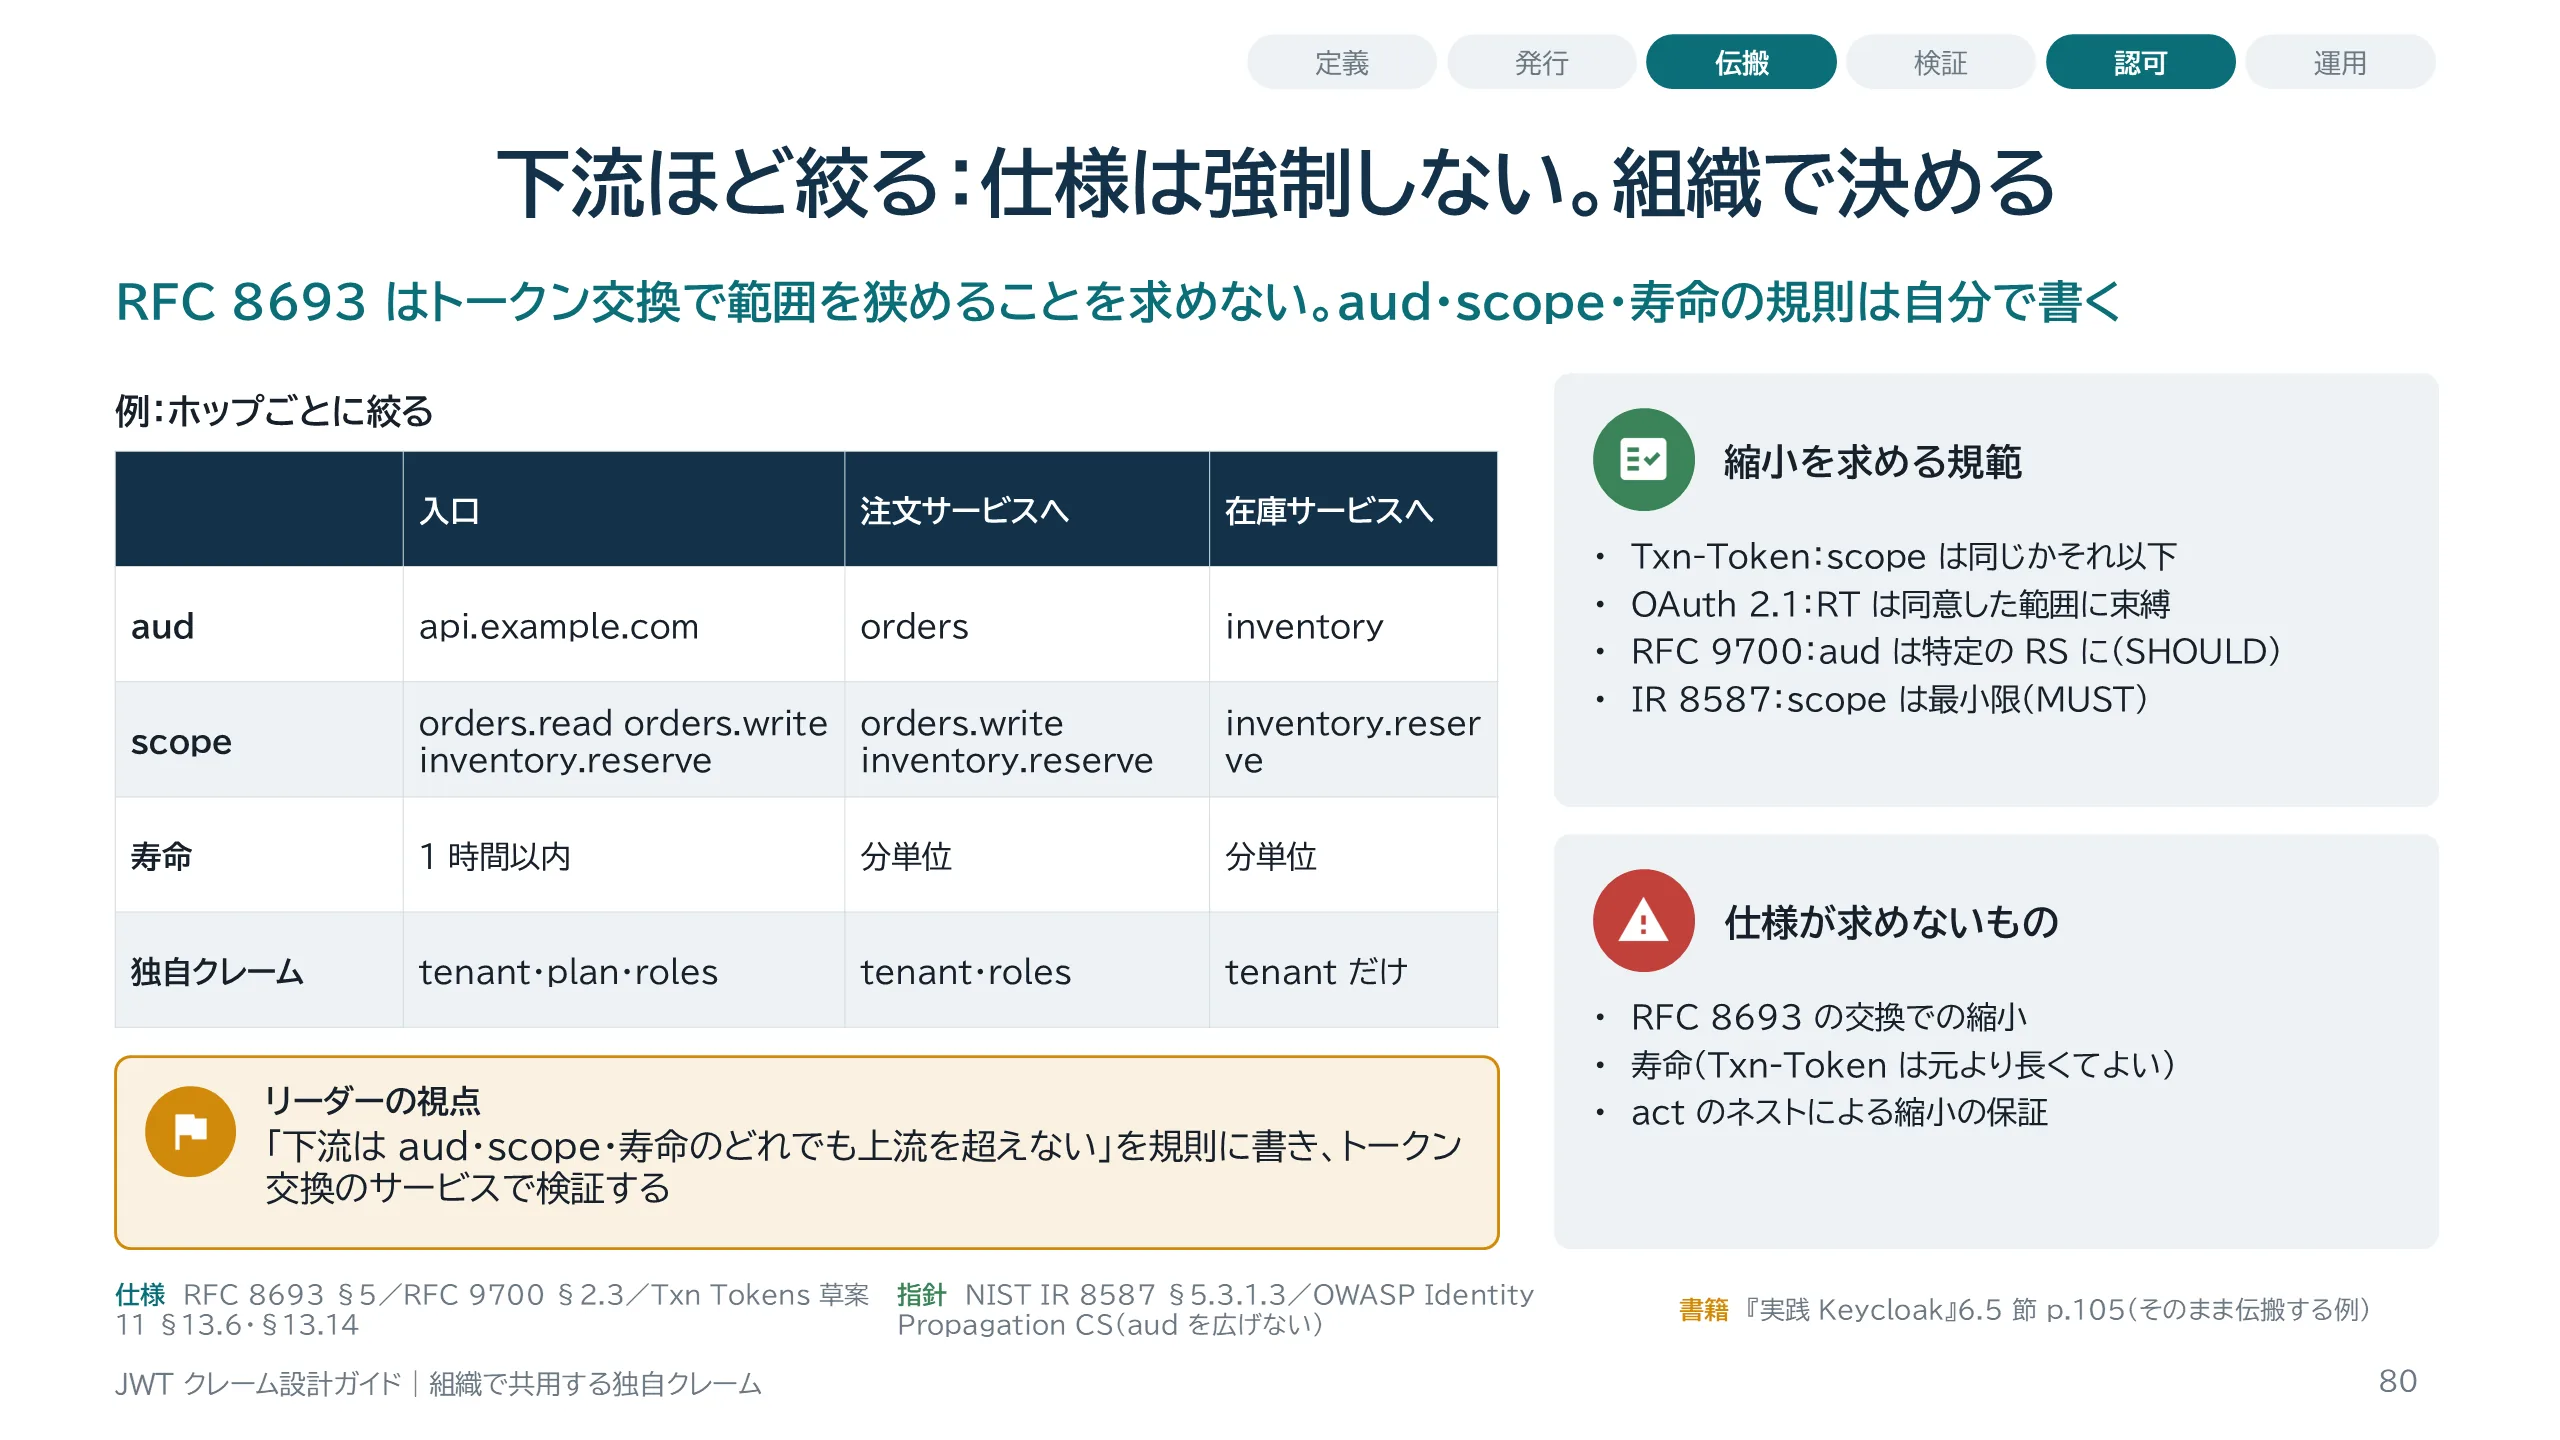 定義
発行
伝搬
検証
認可
運用
下流ほど絞る：仕様は強制しない。組織で決める
RFC 8693 はトークン交換で範囲を狭めることを求めない。aud・scope・寿命の規則は自分で書く
例：ホップごとに絞る
入口
注文サービスへ
在庫サービスへ
aud
api.example.com
orders
inventory
scope
orders.read orders.write
inventory.reserve
orders.write
inventory.reserve
inventory.reser
ve
寿命
1 時間以内
分単位
分単位
独自クレーム
tenant・plan・roles
tenant・roles
tenant だけ
リーダーの視点
「下流は aud・scope・寿命のどれでも上流を超えない」を規則に書き、トークン
交換のサービスで検証する
縮小を求める規範
• Txn-Token：scope は同じかそれ以下
• OAuth 2.1：RT は同意した範囲に束縛
• RFC 9700：aud は特定の RS に（SHOULD）
• IR 8587：scope は最小限（MUST）
仕様が求めないもの
• RFC 8693 の交換での縮小
• 寿命（Txn-Token は元より長くてよい）
• act のネストによる縮小の保証
仕様 RFC 8693 §5／RFC 9700 §2.3／Txn Tokens 草案
11 §13.6・§13.14
指針 NIST IR 8587 §5.3.1.3／OWASP Identity
Propagation CS（aud を広げない）
書籍 『実践 Keycloak』6.5 節 p.105（そのまま伝搬する例）
JWT クレーム設計ガイド｜組織で共用する独自クレーム
80